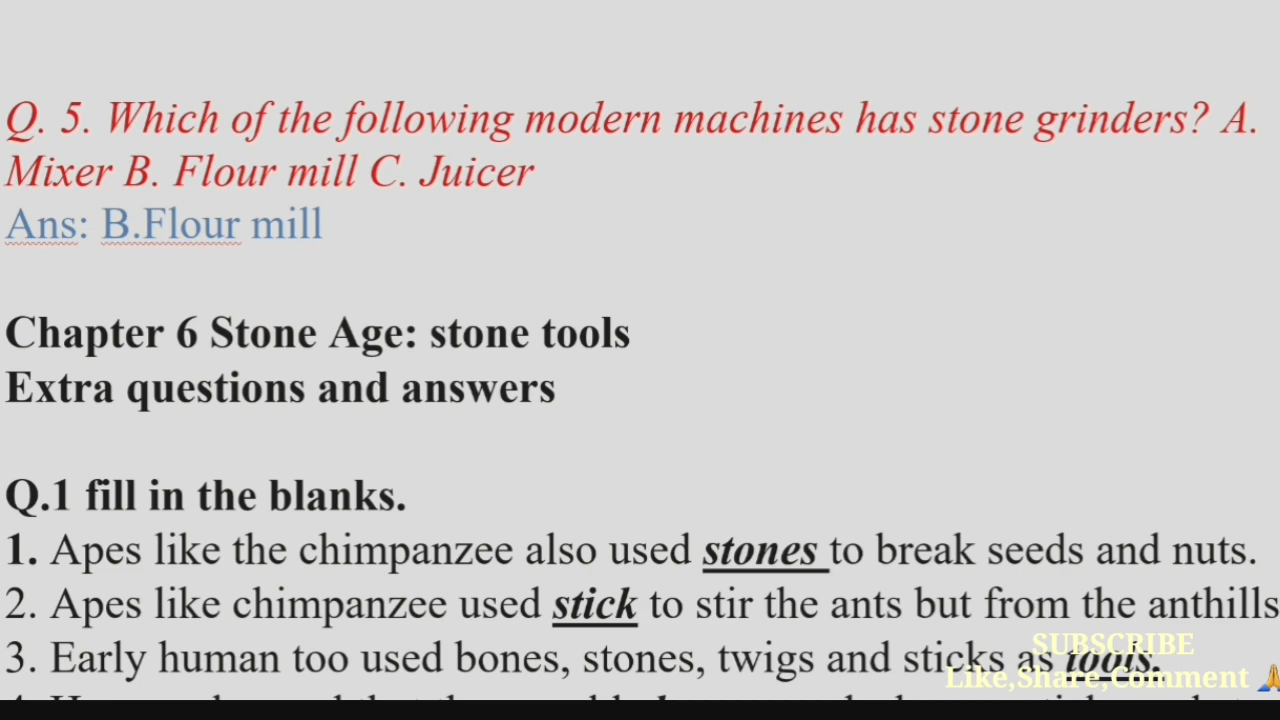 Q. 5. Which of the following modern machines has stone grinders? A.
Mixer B. Flour mill C. Juicer
Ans: B.Flour mill
Chapter 6 Stone Age: stone tools
Extra questions and answers
Q.1 fill in the blanks.
1. Apes like the chimpanzee also used stones to break seeds and nuts.
2. Apes like chimpanzee used stick to stir the ants but from the anthills
3. Early human too used bones, stones, twigs and sticks as tools.
SUBSCRIBE
Like,Share,Comment 🙏